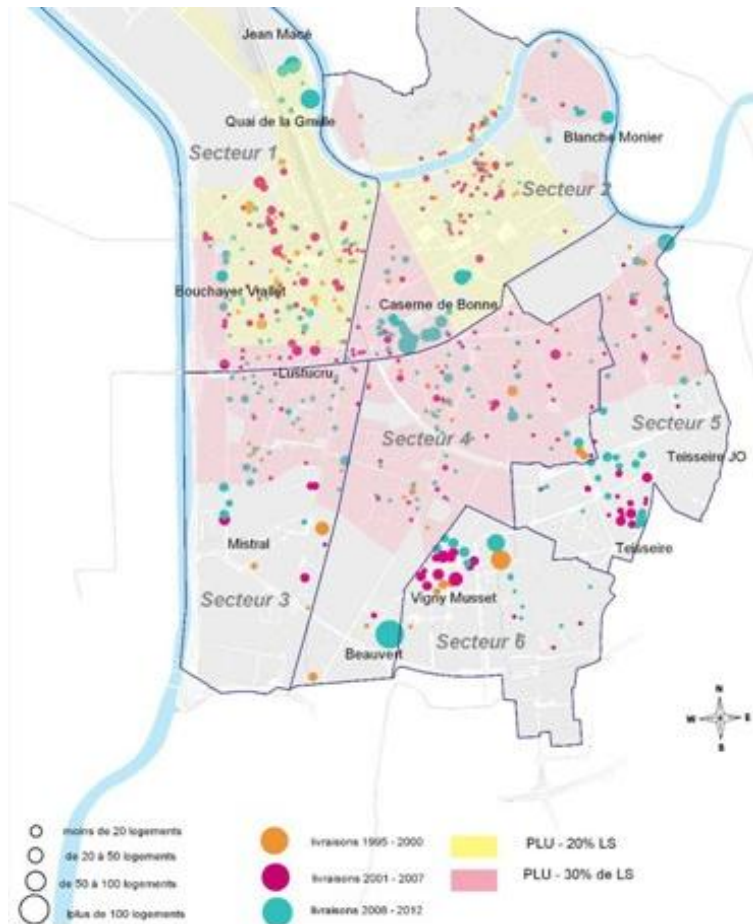 Jean Macé
Quai de la Graille
Secteur 1
Blanche Monier
Secteur 2
Bouchayer Viallet
Caserne de Bonne
Lustucru
Secteur 4
Secteur 5
Teisseire JO
Mistral
Teisseire
Vigny Musset
Secteur 3
Beauvert
Secteur 6
N
W
E
S
moins de 20 logements
de 20 à 50 logements
de 50 à 100 logements
plus de 100 logements
livraisons 1995 - 2000
livraisons 2001 - 2007
livraisons 2008 - 2012
PLU - 20% LS
PLU - 30% de LS